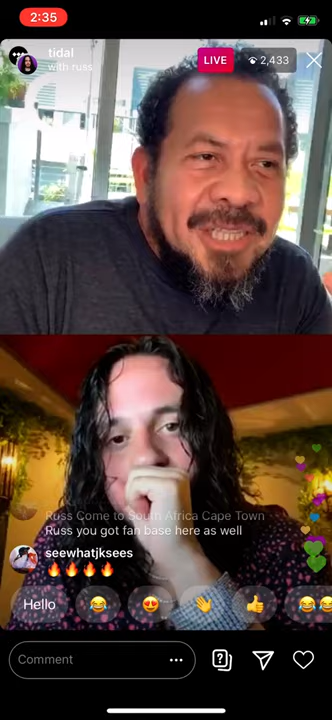 2:35
tidal
with russ
LIVE
2,433
Russ Come to South Africa Cape Town
Russ you got fan base here as well
seewhatjksees
Hello
Comment